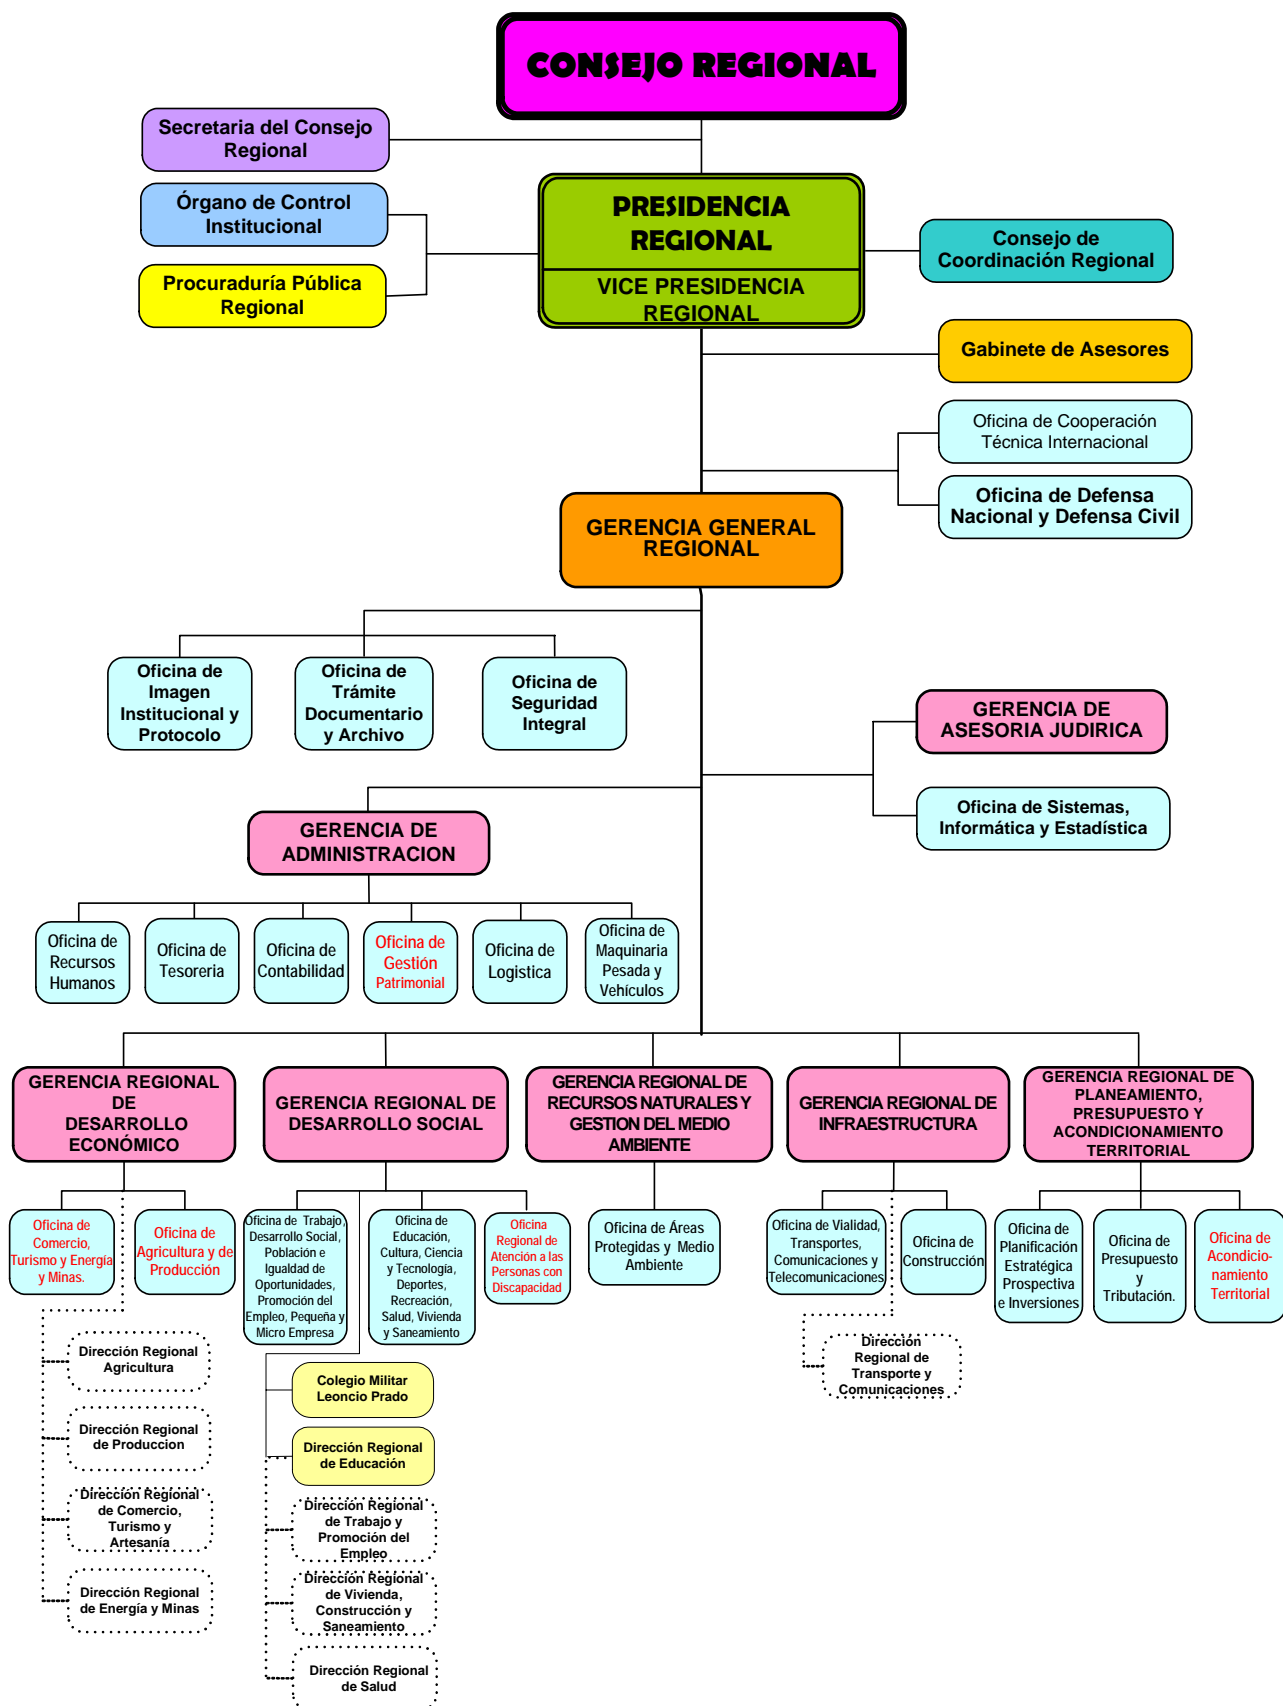 CONSEJO REGIONAL
Secretaria del Consejo
Regional
Órgano de Control
Institucional
Procuraduría Pública
Regional
PRESIDENCIA
REGIONAL
VICE PRESIDENCIA
REGIONAL
Consejo de
Coordinación Regional
Gabinete de Asesores
Oficina de Cooperación
Técnica Internacional
Oficina de Defensa
Nacional y Defensa Civil
GERENCIA GENERAL
REGIONAL
Oficina de
Imagen
Institucional y
Protocolo
Oficina de
Trámite
Documentario
y Archivo
Oficina de
Seguridad
Integral
GERENCIA DE
ASESORIA JUDIRICA
Oficina de Sistemas,
Informática y Estadística
GERENCIA DE
ADMINISTRACION
Oficina de
Recursos
Humanos
Oficina de
Tesoreria
Oficina de
Contabilidad
Oficina de
Gestión
Patrimonial
Oficina de
Logistica
Oficina de
Maquinaria
Pesada y
Vehículos
GERENCIA REGIONAL
DE
DESARROLLO
ECONÓMICO
GERENCIA REGIONAL DE
DESARROLLO SOCIAL
GERENCIA REGIONAL DE
RECURSOS NATURALES Y
GESTION DEL MEDIO
AMBIENTE
GERENCIA REGIONAL DE
INFRAESTRUCTURA
GERENCIA REGIONAL DE
PLANEAMIENTO,
PRESUPUESTO Y
ACONDICIONAMIENTO
TERRITORIAL
Oficina de
Comercio,
Turismo y Energía
y Minas.
Oficina de
Agricultura y de
Producción
Oficina de Trabajo,
Desarrollo Social,
Población e
Igualdad de
Oportunidades,
Promoción del
Empleo, Pequeña y
Micro Empresa
Oficina de
Educación,
Cultura, Ciencia
y Tecnología,
Deportes,
Recreación,
Salud, Vivienda
y Saneamiento
Oficina
Regional de
Atención a las
Personas con
Discapacidad
Oficina de Áreas
Protegidas y Medio
Ambiente
Oficina de Vialidad,
Transportes,
Comunicaciones y
Telecomunicaciones
Oficina de
Construcción
Oficina de
Planificación
Estratégica
Prospectiva
e Inversiones
Oficina de
Presupuesto
y
Tributación.
Oficina de
Acondicio-
namiento
Territorial
Dirección Regional
Agricultura
Dirección Regional
de Produccion
Dirección Regional
de Comercio,
Turismo y
Artesanía
Dirección Regional
de Energía y Minas
Colegio Militar
Leoncio Prado
Dirección Regional
de Educación
Dirección Regional
de Trabajo y
Promoción del
Empleo
Dirección Regional
de Vivienda,
Construcción y
Saneamiento
Dirección Regional
de Salud
Dirección
Regional de
Transporte y
Comunicaciones